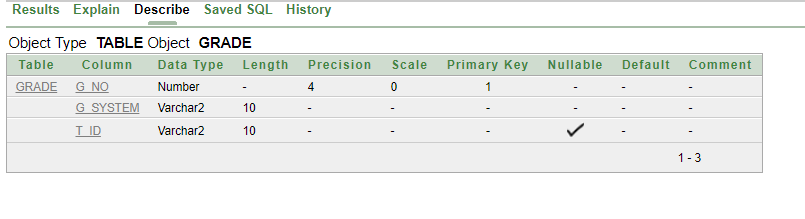 Results Explain Describe Saved SQL History
Object Type TABLE Object GRADE
Table Column Data Type Length Precision Scale Primary Key Nullable Default Comment
GRADE G_NO Number - 4 0 1 - - -
G_SYSTEM Varchar2 10 - - - - - -
T_ID Varchar2 10 - - - ✓ - -
1 - 3